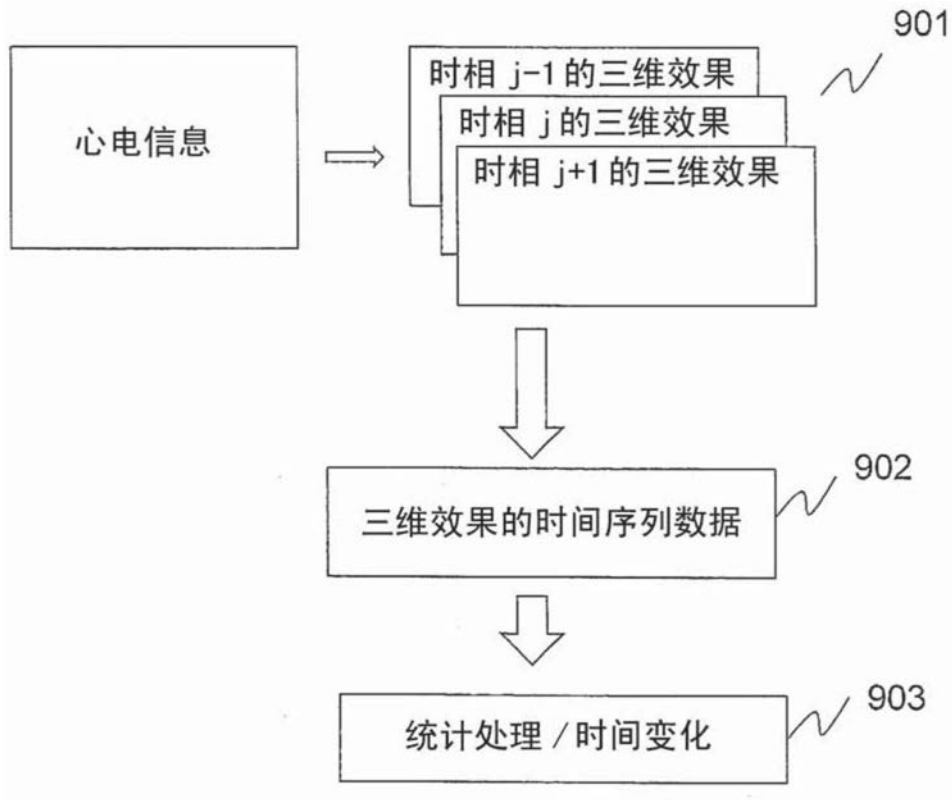 901
时相 j-1 的三维效果
时相 j 的三维效果
时相 j+1 的三维效果
心电信息
902
三维效果的时间序列数据
903
统计处理 / 时间变化